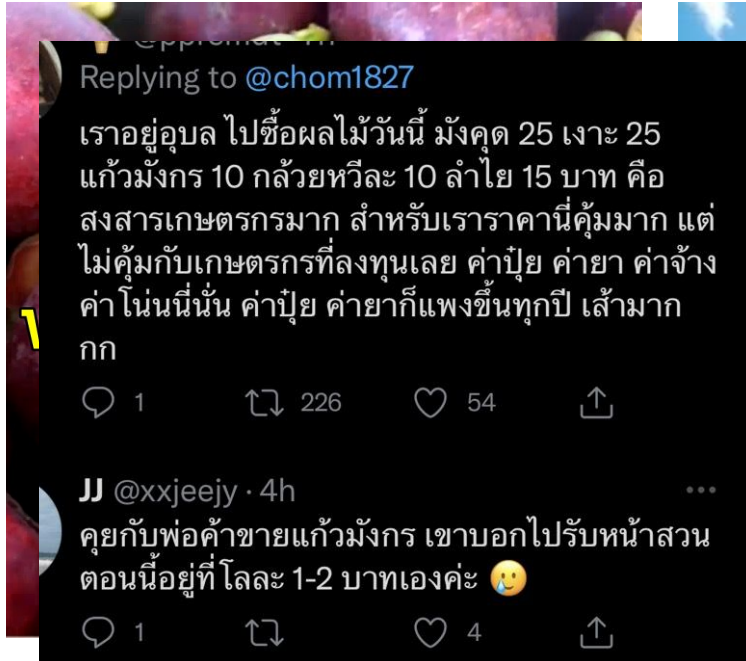 Replying to @chom1827
เราอยู่อุบล ไปซื้อผลไม้วันนี้ มังคุด 25 เงาะ 25
แก้วมังกร 10 กล้วยหวีละ 10 ลำไย 15 บาท คือ
สงสารเกษตรกรมาก สำหรับเราราคานี่คุ้มมาก แต่
ไม่คุ้มกับเกษตรกรที่ลงทุนเลย ค่าปุ๋ย ค่ายา ค่าจ้าง
ค่าโน่นนี่นั่น ค่าปุ๋ย ค่ายาก็แพงขึ้นทุกปี เส้ามาก
กก
1 226 54
JJ @xxjeejy · 4h
คุยกับพ่อค้าขายแก้วมังกร เขาบอกไปรับหน้าสวน
ตอนนี้อยู่ที่โลละ 1-2 บาทเองค่ะ 🥲
1 4